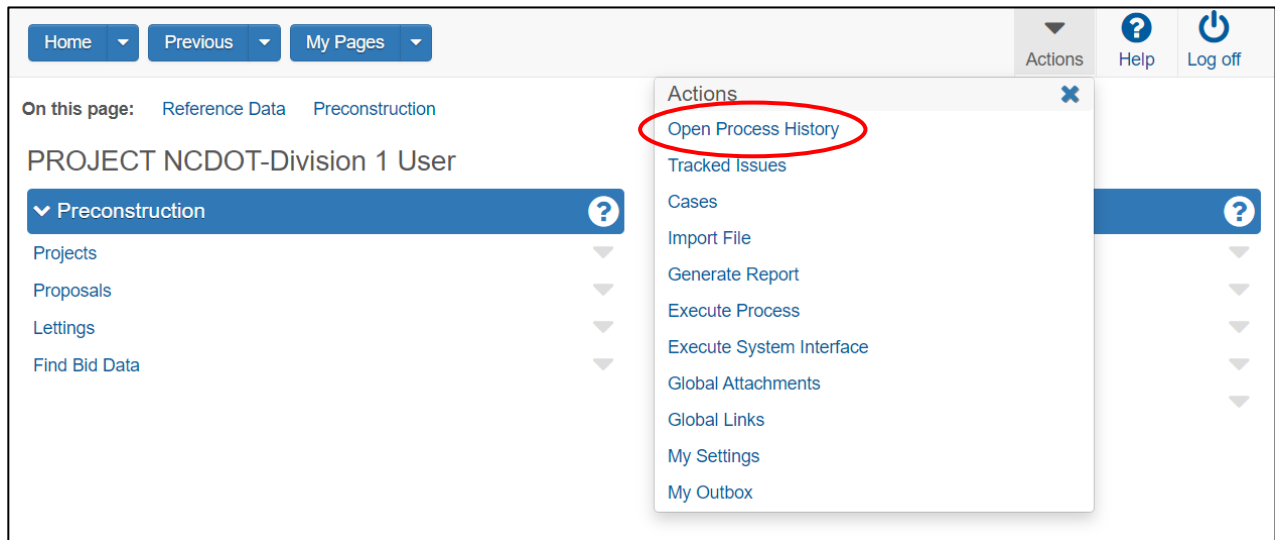 Home Previous My Pages Actions Help Log off
On this page: Reference Data Preconstruction
PROJECT NCDOT-Division 1 User
Preconstruction
Projects
Proposals
Lettings
Find Bid Data
Actions
Open Process History
Tracked Issues
Cases
Import File
Generate Report
Execute Process
Execute System Interface
Global Attachments
Global Links
My Settings
My Outbox